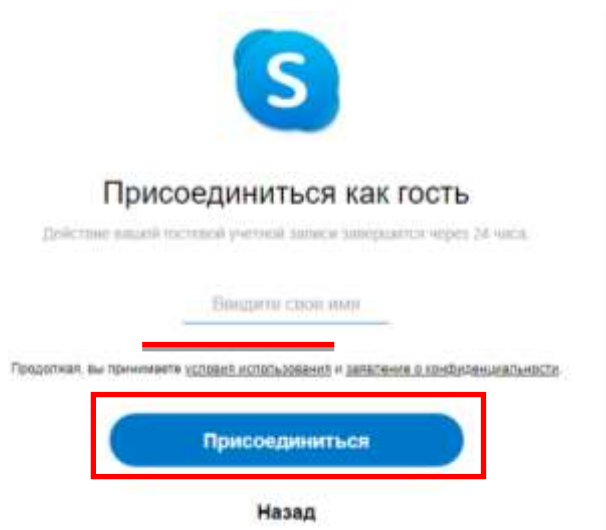 S
Присоединиться как гость
Действие вашей гостевой учетной записи завершится через 24 часа.
Введите свое имя
Продолжая, вы принимаете условия использования и заявление о конфиденциальности.
Присоединиться
Назад